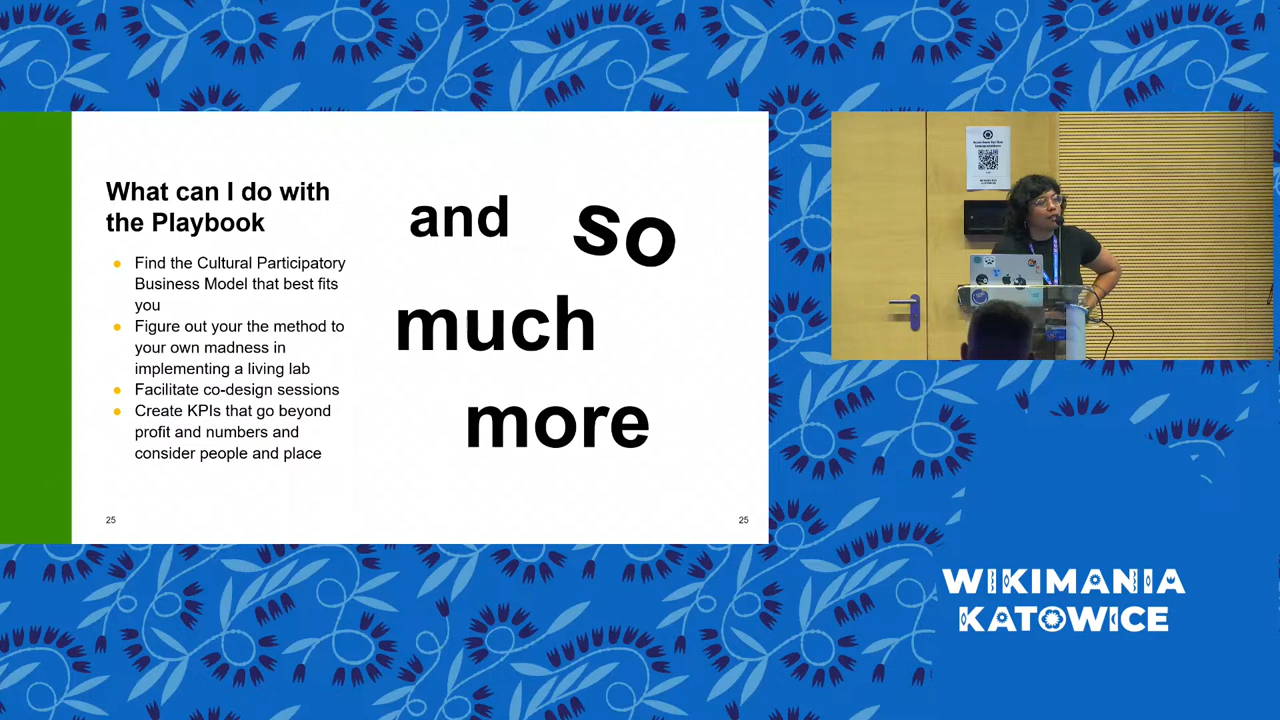 What can I do with
the Playbook
Find the Cultural Participatory
Business Model that best fits
you
Figure out your the method to
your own madness in
implementing a living lab
Facilitate co-design sessions
Create KPIs that go beyond
profit and numbers and
consider people and place
and so
much
more
25
25
WIKIMANIA
KATOWICE